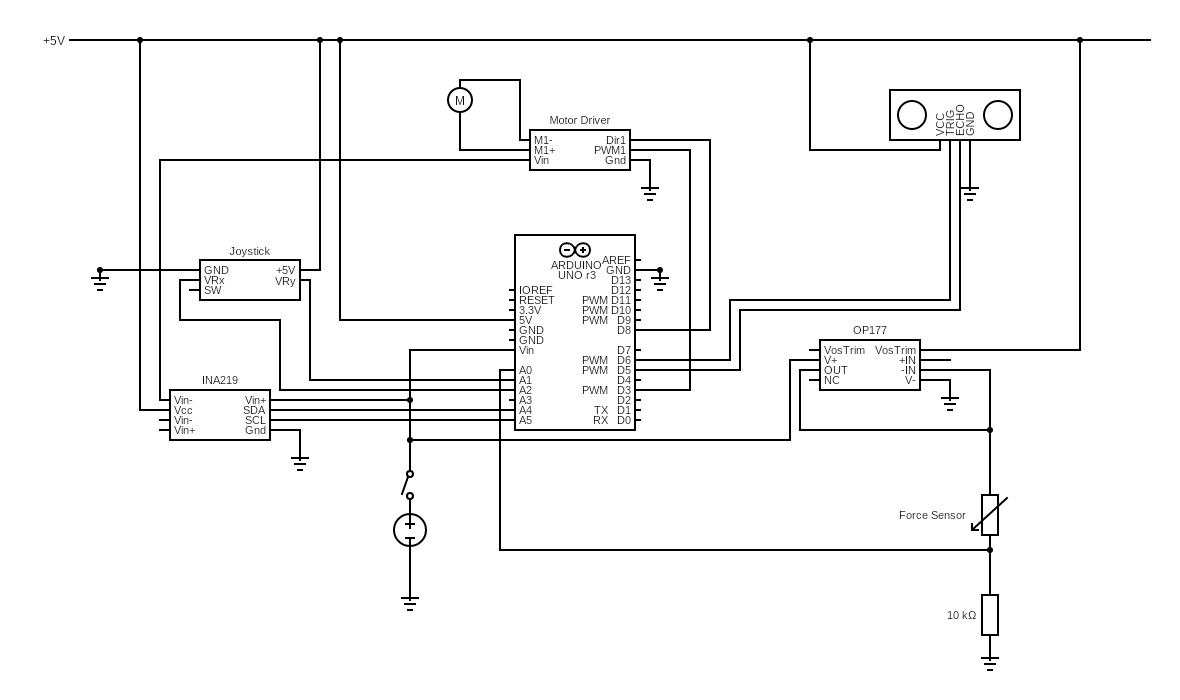 +5V
M
Motor Driver
M1- Dir1
M1+ PWM1
Vin Gnd
VCC
TRIG
ECHO
GND
Joystick
GND +5V
VRx VRy
SW
ARDUINO
UNO r3
AREF
GND
D13
IOREF D12
RESET PWM D11
3.3V PWM D10
5V PWM D9
GND D8
GND
Vin D7
PWM D6
A0 PWM D5
A1 D4
A2 PWM D3
A3 D2
A4 TX D1
A5 RX D0
OP177
VosTrim VosTrim
V+ +IN
OUT -IN
NC V-
INA219
Vin- Vin+
Vcc SDA
Vin- SCL
Vin+ Gnd
Force Sensor
10 kΩ